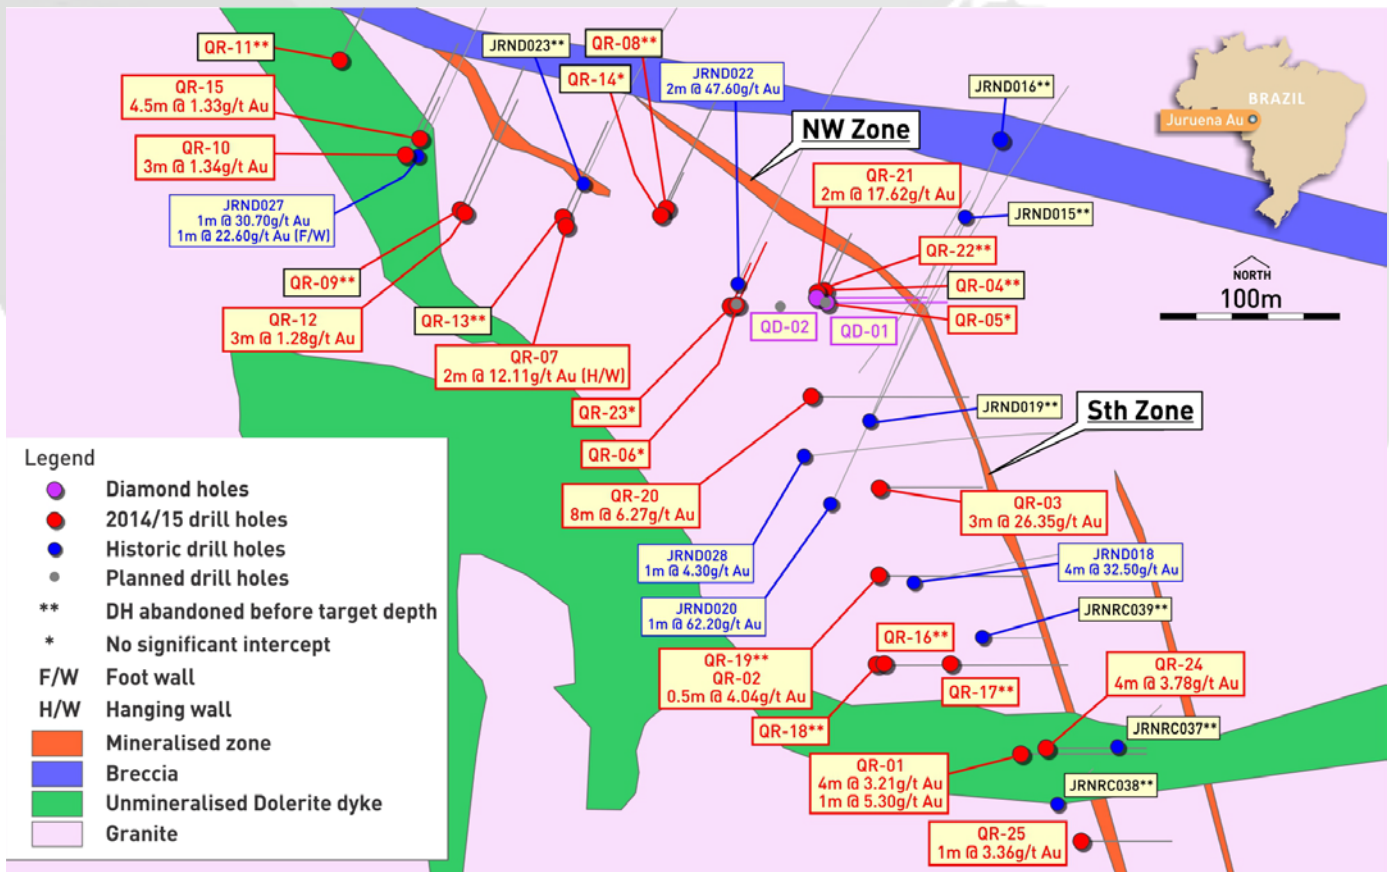 QR-11**
JRND023**
QR-08**
QR-14*
JRND022
2m @ 47.60g/t Au
JRND016**
BRAZIL
Juruena Au
QR-15
4.5m @ 1.33g/t Au
NW Zone
QR-10
3m @ 1.34g/t Au
QR-21
2m @ 17.62g/t Au
JRND027
1m @ 30.70g/t Au
1m @ 22.60g/t Au (F/W)
JRND015**
QR-22**
NORTH
100m
QR-09**
QR-04**
QR-12
3m @ 1.28g/t Au
QR-13**
QD-02
QD-01
QR-05*
QR-07
2m @ 12.11g/t Au (H/W)
QR-23*
JRND019**
Sth Zone
QR-06*
QR-20
8m @ 6.27g/t Au
QR-03
3m @ 26.35g/t Au
JRND028
1m @ 4.30g/t Au
JRND018
4m @ 32.50g/t Au
JRND020
1m @ 62.20g/t Au
JRNRC039**
QR-16**
QR-19**
QR-02
0.5m @ 4.04g/t Au
QR-24
4m @ 3.78g/t Au
QR-17**
QR-18**
JRNRC037**
QR-01
4m @ 3.21g/t Au
1m @ 5.30g/t Au
JRNRC038**
QR-25
1m @ 3.36g/t Au
Legend
Diamond holes
2014/15 drill holes
Historic drill holes
Planned drill holes
** DH abandoned before target depth
* No significant intercept
F/W Foot wall
H/W Hanging wall
Mineralised zone
Breccia
Unmineralised Dolerite dyke
Granite